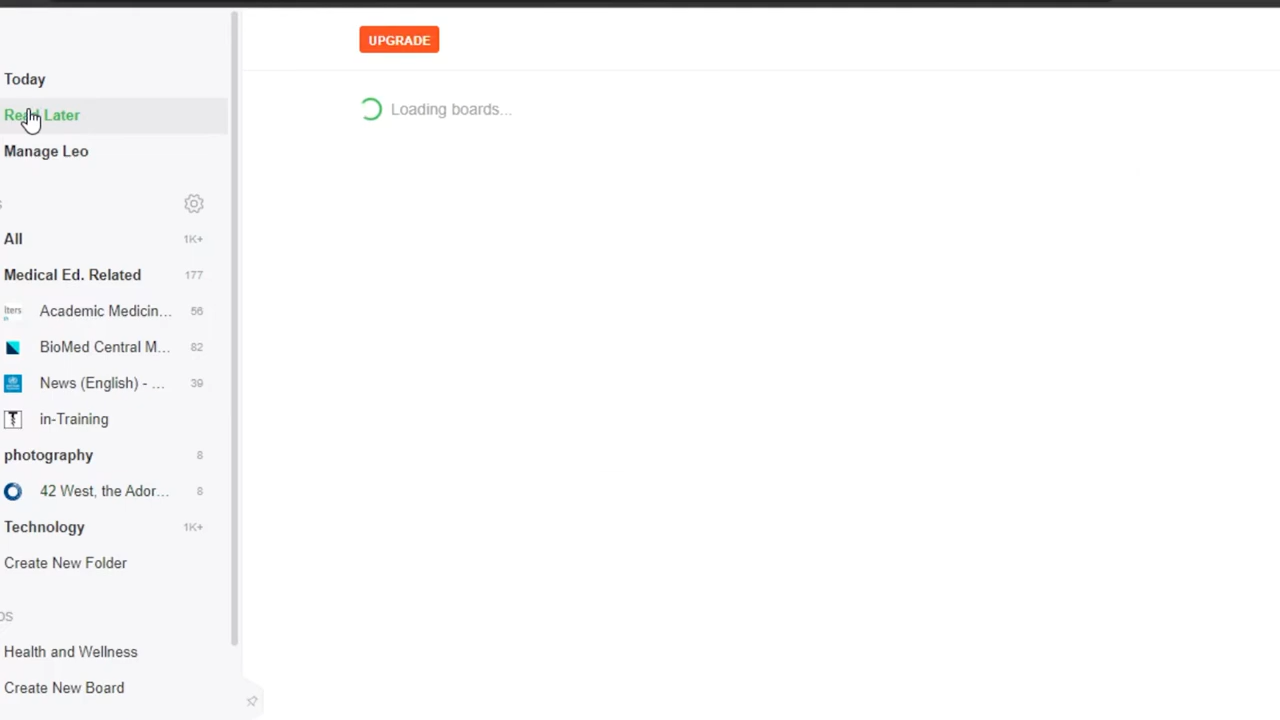 UPGRADE
Today
Loading boards...
Read Later
Manage Leo
All 1K+
Medical Ed. Related 177
Academic Medicin... 56
BioMed Central M... 82
News (English) - ... 39
in-Training
photography 8
42 West, the Ador... 8
Technology 1K+
Create New Folder
Health and Wellness
Create New Board